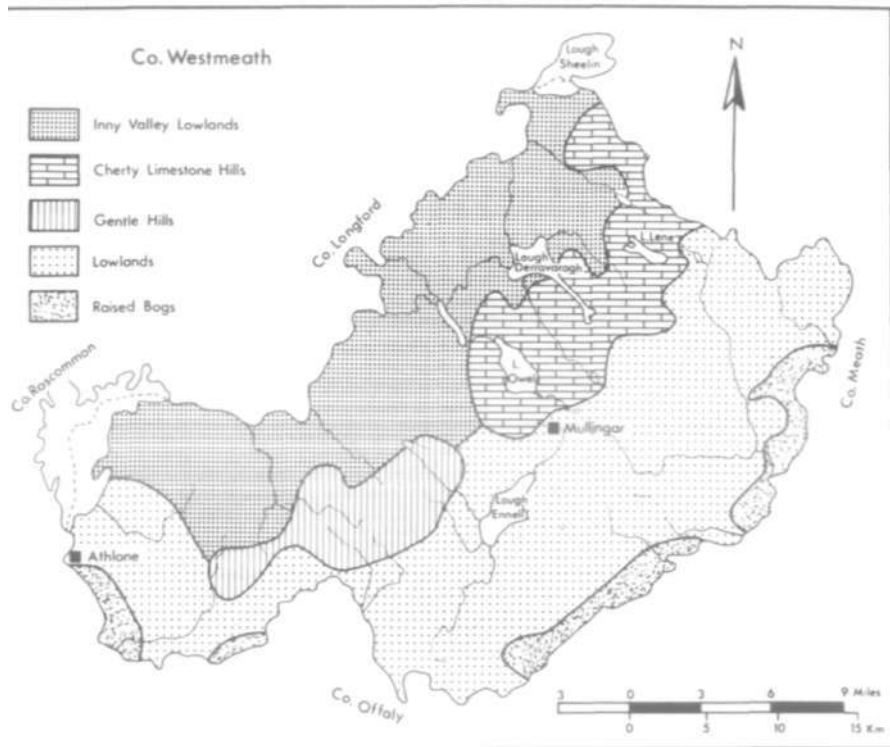 Co. Westmeath
Inny Valley Lowlands
Cherty Limestone Hills
Gentle Hills
Lowlands
Raised Bogs
Lough
Sheelin
N
Co. Longford
L. Lene
Lough
Derravaragh
Co. Roscommon
L.
Owel
Co. Meath
Mullingar
Lough
Ennell
Athlone
Co. Offaly
3 0 3 6 9 Miles
0 5 10 15 Km